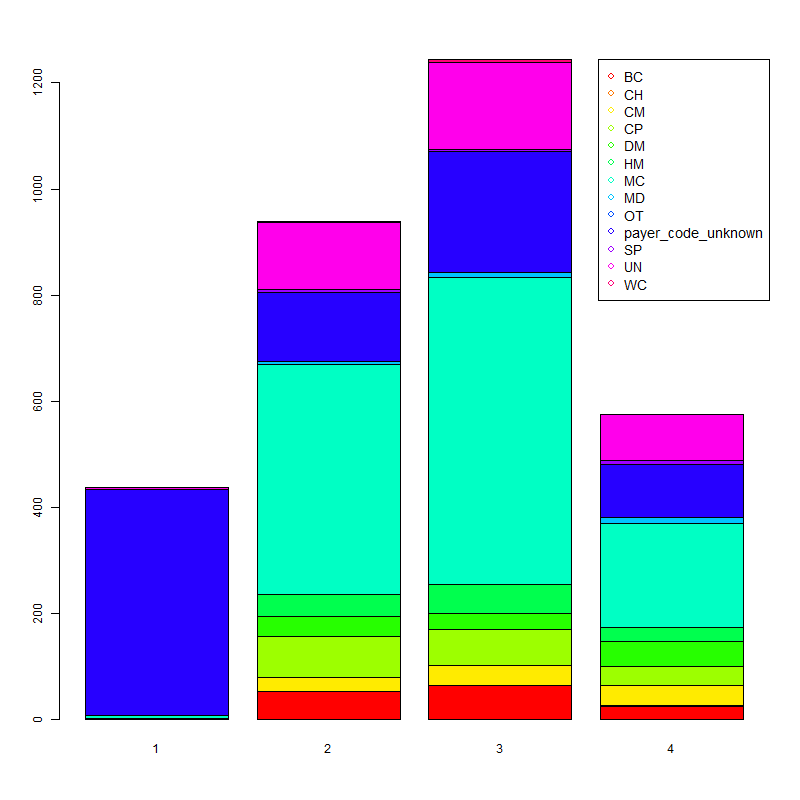 1200
1000
800
600
400
200
0
1
2
3
4
BC
CH
CM
CP
DM
HM
MC
MD
OT
payer_code_unknown
SP
UN
WC